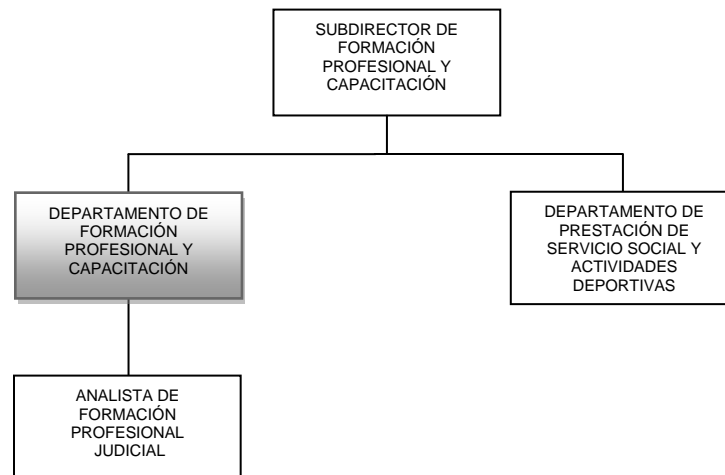 SUBDIRECTOR DE
FORMACIÓN
PROFESIONAL Y
CAPACITACIÓN
DEPARTAMENTO DE
FORMACIÓN
PROFESIONAL Y
CAPACITACIÓN
DEPARTAMENTO DE
PRESTACIÓN DE
SERVICIO SOCIAL Y
ACTIVIDADES
DEPORTIVAS
ANALISTA DE
FORMACIÓN
PROFESIONAL
JUDICIAL